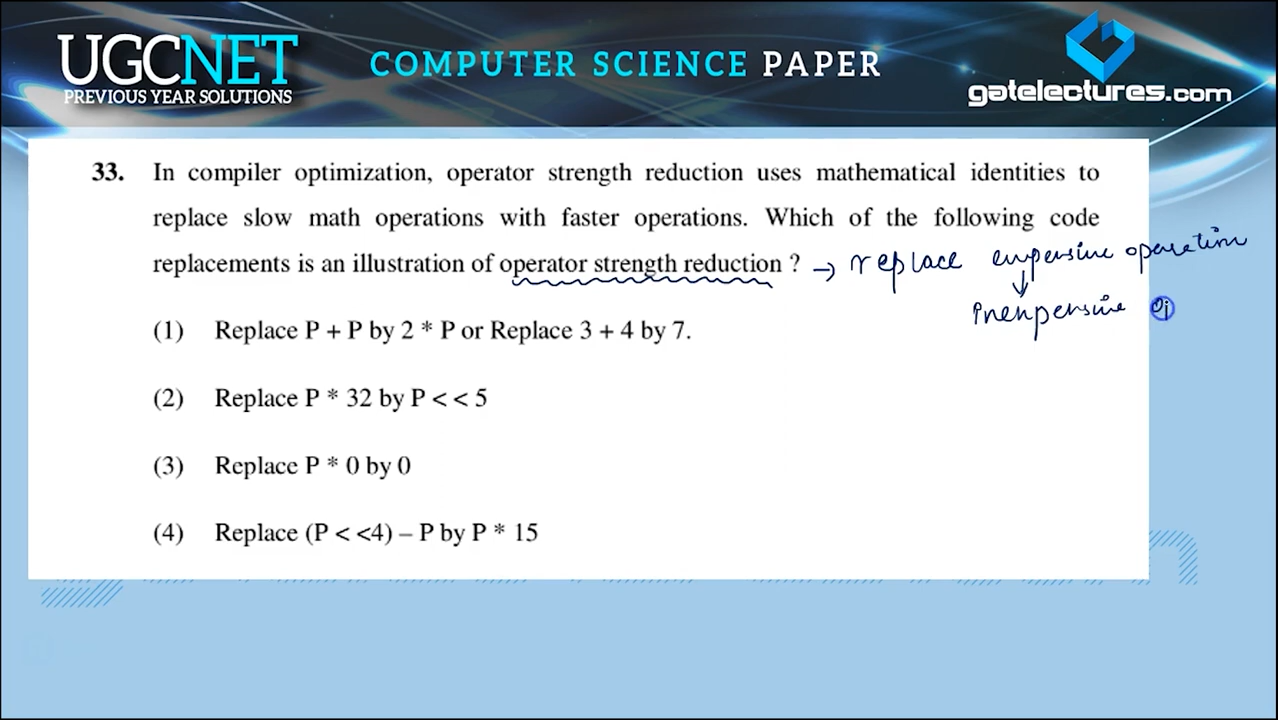 UGCNET
PREVIOUS YEAR SOLUTIONS
COMPUTER SCIENCE PAPER
gatelectures.com
33. In compiler optimization, operator strength reduction uses mathematical identities to
replace slow math operations with faster operations. Which of the following code
replacements is an illustration of operator strength reduction ? → replace expensive operation
↓
inexpensive
(1) Replace P + P by 2 * P or Replace 3 + 4 by 7.
(2) Replace P * 32 by P < < 5
(3) Replace P * 0 by 0
(4) Replace (P < <4) – P by P * 15